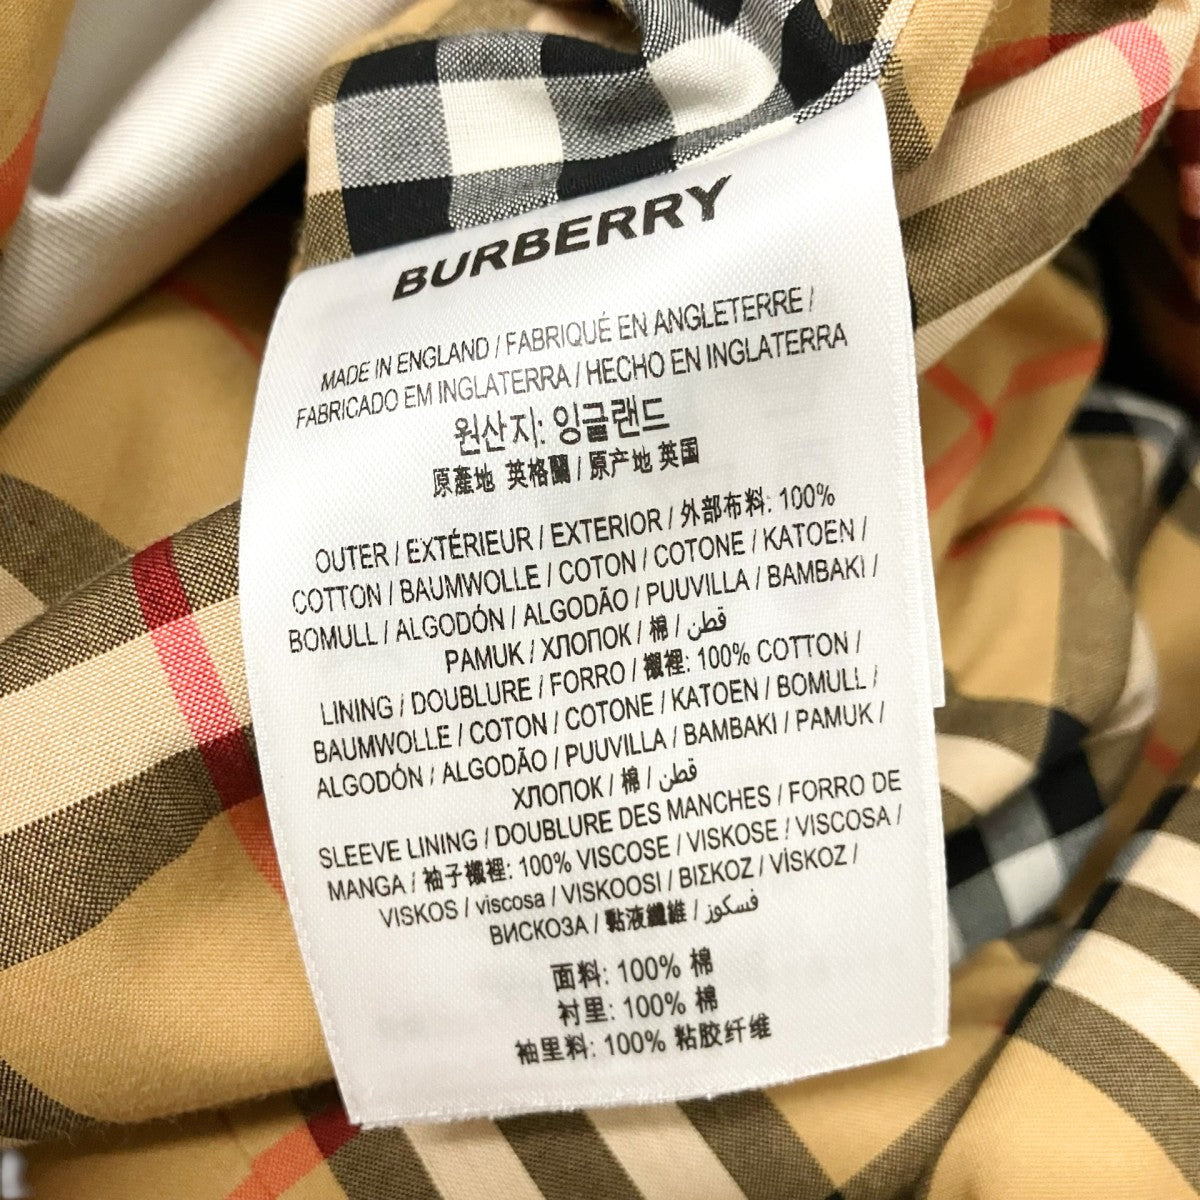 BURBERRY
MADE IN ENGLAND / FABRIQUÉ EN ANGLETERRE /
FABRICADO EM INGLATERRA / HECHO EN INGLATERRA
원산지: 잉글랜드
原產地 英格蘭 / 原产地 英国
OUTER / EXTÉRIEUR / EXTERIOR / 外部布料: 100%
COTTON / BAUMWOLLE / COTON / COTONE / KATOEN /
BOMULL / ALGODÓN / ALGODÃO / PUUVILLA / BAMBAKI /
PAMUK / ХЛОПОК / 棉 / قطن
LINING / DOUBLURE / FORRO / 襯裡: 100% COTTON /
BAUMWOLLE / COTON / COTONE / KATOEN / BOMULL /
ALGODÓN / ALGODÃO / PUUVILLA / BAMBAKI / PAMUK /
ХЛОПОК / 棉 / قطن
SLEEVE LINING / DOUBLURE DES MANCHES / FORRO DE
MANGA / 袖子襯裡: 100% VISCOSE / VISKOSE / VISCOSA /
VISKOS / viscosa / VISKOOSI / ΒΙΣΚΟΖ / VİSKOZ /
ВИСКОЗА / 黏液纖維 / فسكوز
面料: 100% 棉
衬里: 100% 棉
袖里料: 100% 粘胶纤维